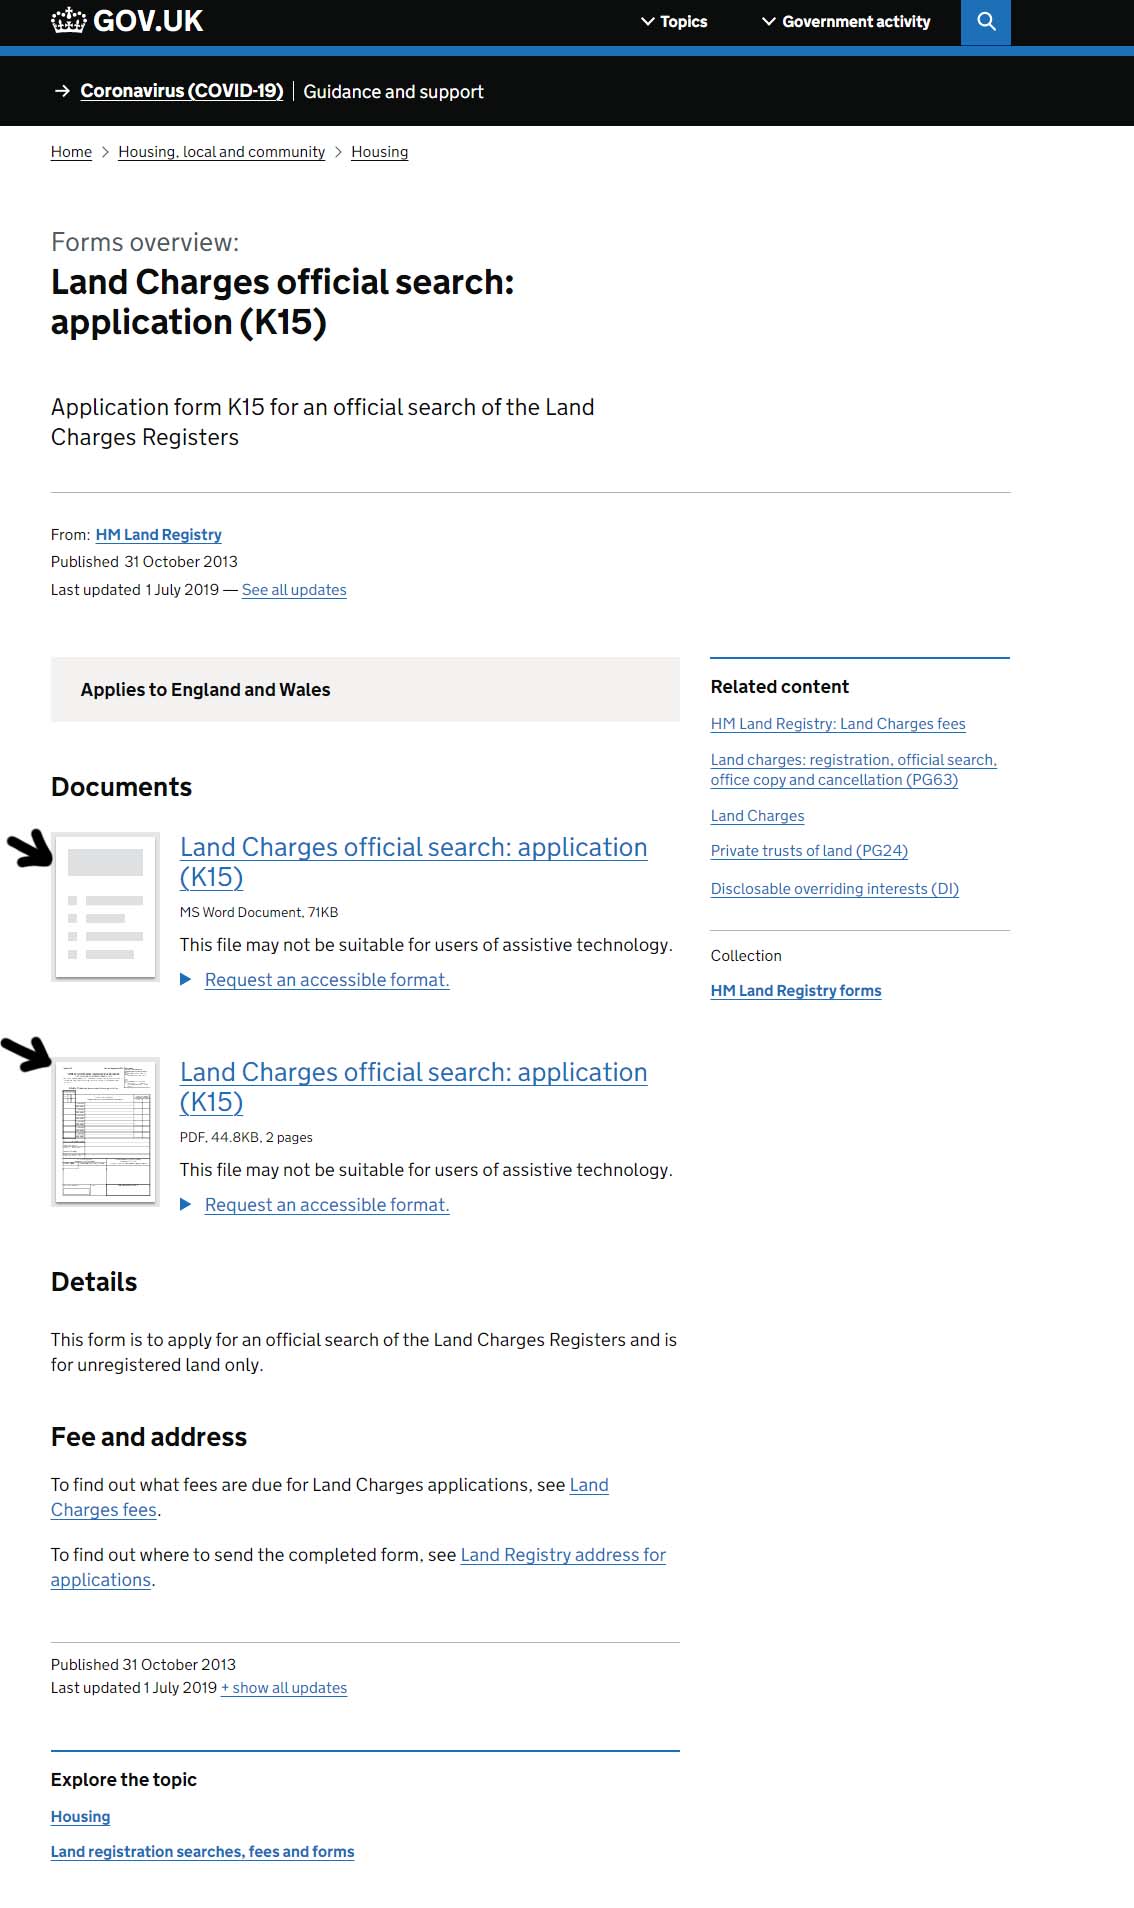 GOV.UK
Topics
Government activity
Coronavirus (COVID-19) Guidance and support
Home
Housing, local and community
Housing
Forms overview:
Land Charges official search:
application (K15)
Application form K15 for an official search of the Land
Charges Registers
From: HM Land Registry
Published 31 October 2013
Last updated 1 July 2019 — See all updates
Applies to England and Wales
Documents
Land Charges official search: application
(K15)
MS Word Document, 71KB
This file may not be suitable for users of assistive technology.
Request an accessible format.
Land Charges official search: application
(K15)
PDF, 44.8KB, 2 pages
This file may not be suitable for users of assistive technology.
Request an accessible format.
Details
This form is to apply for an official search of the Land Charges Registers and is
for unregistered land only.
Fee and address
To find out what fees are due for Land Charges applications, see Land
Charges fees.
To find out where to send the completed form, see Land Registry address for
applications.
Published 31 October 2013
Last updated 1 July 2019 + show all updates
Explore the topic
Housing
Land registration searches, fees and forms
Related content
HM Land Registry: Land Charges fees
Land charges: registration, official search,
office copy and cancellation (PG63)
Land Charges
Private trusts of land (PG24)
Disclosable overriding interests (DI)
Collection
HM Land Registry forms